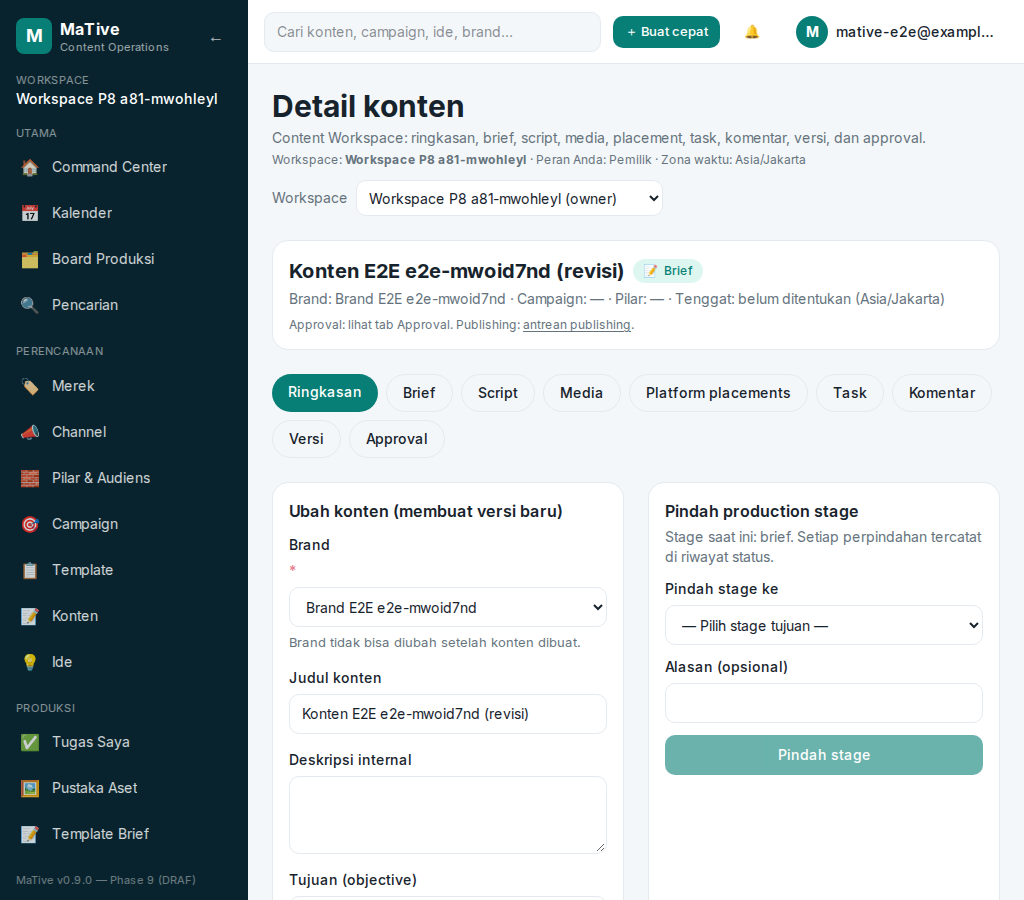 M
MaTive
Content Operations
←
WORKSPACE
Workspace P8 a81-mwohleyl
UTAMA
Command Center
Kalender
Board Produksi
Pencarian
PERENCANAAN
Merek
Channel
Pilar & Audiens
Campaign
Template
Konten
Ide
PRODUKSI
Tugas Saya
Pustaka Aset
Template Brief
MaTive v0.9.0 — Phase 9 (DRAF)
Cari konten, campaign, ide, brand...
+ Buat cepat
M
mative-e2e@exampl...
Detail konten
Content Workspace: ringkasan, brief, script, media, placement, task, komentar, versi, dan approval.
Workspace: Workspace P8 a81-mwohleyl · Peran Anda: Pemilik · Zona waktu: Asia/Jakarta
Workspace
Workspace P8 a81-mwohleyl (owner)
Konten E2E e2e-mwoid7nd (revisi)
Brief
Brand: Brand E2E e2e-mwoid7nd · Campaign: — · Pilar: — · Tenggat: belum ditentukan (Asia/Jakarta)
Approval: lihat tab Approval. Publishing: antrean publishing.
Ringkasan
Brief
Script
Media
Platform placements
Task
Komentar
Versi
Approval
Ubah konten (membuat versi baru)
Brand
*
Brand E2E e2e-mwoid7nd
Brand tidak bisa diubah setelah konten dibuat.
Judul konten
Konten E2E e2e-mwoid7nd (revisi)
Deskripsi internal
Tujuan (objective)
Pindah production stage
Stage saat ini: brief. Setiap perpindahan tercatat
di riwayat status.
Pindah stage ke
— Pilih stage tujuan —
Alasan (opsional)
Pindah stage